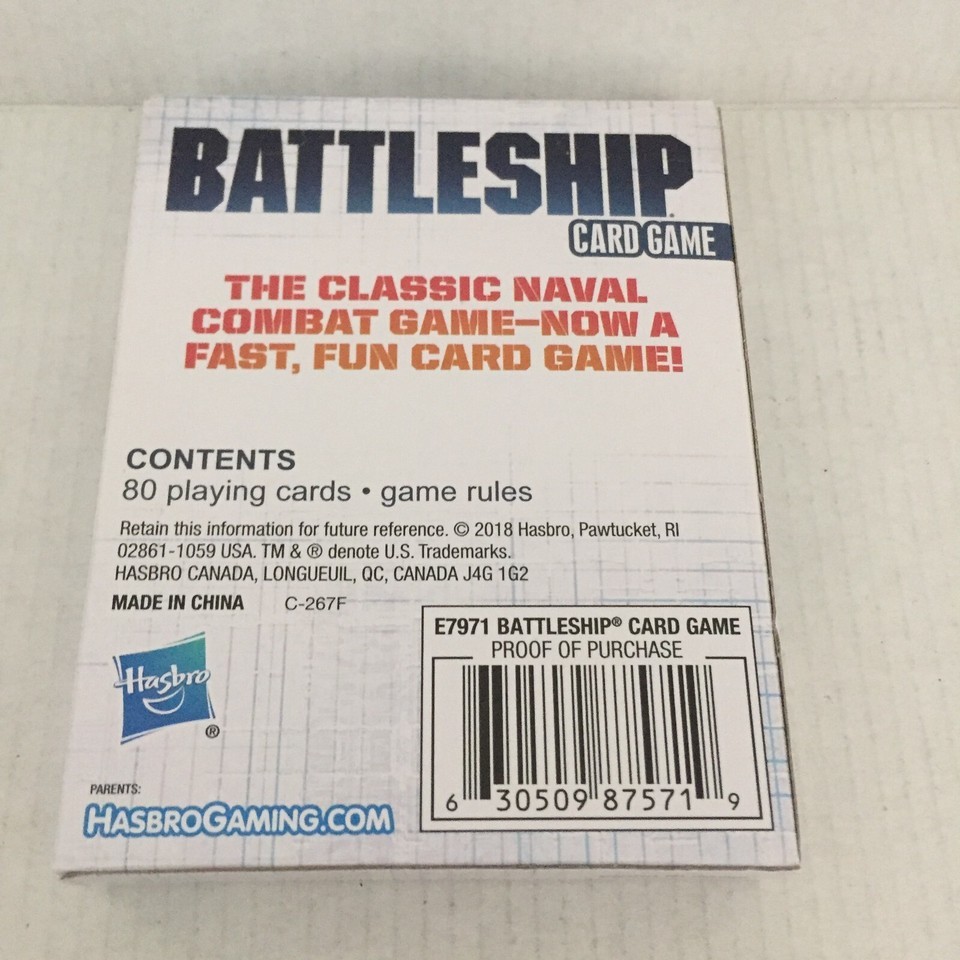 BATTLESHIP
CARD GAME
THE CLASSIC NAVAL
COMBAT GAME—NOW A
FAST, FUN CARD GAME!
CONTENTS
80 playing cards • game rules
Retain this information for future reference. © 2018 Hasbro, Pawtucket, RI
02861-1059 USA. TM & ® denote U.S. Trademarks.
HASBRO CANADA, LONGUEUIL, QC, CANADA J4G 1G2
MADE IN CHINA C-267F
E7971 BATTLESHIP® CARD GAME
PROOF OF PURCHASE
6 30509 87571 9
Hasbro
®
PARENTS:
HASBROGAMING.COM